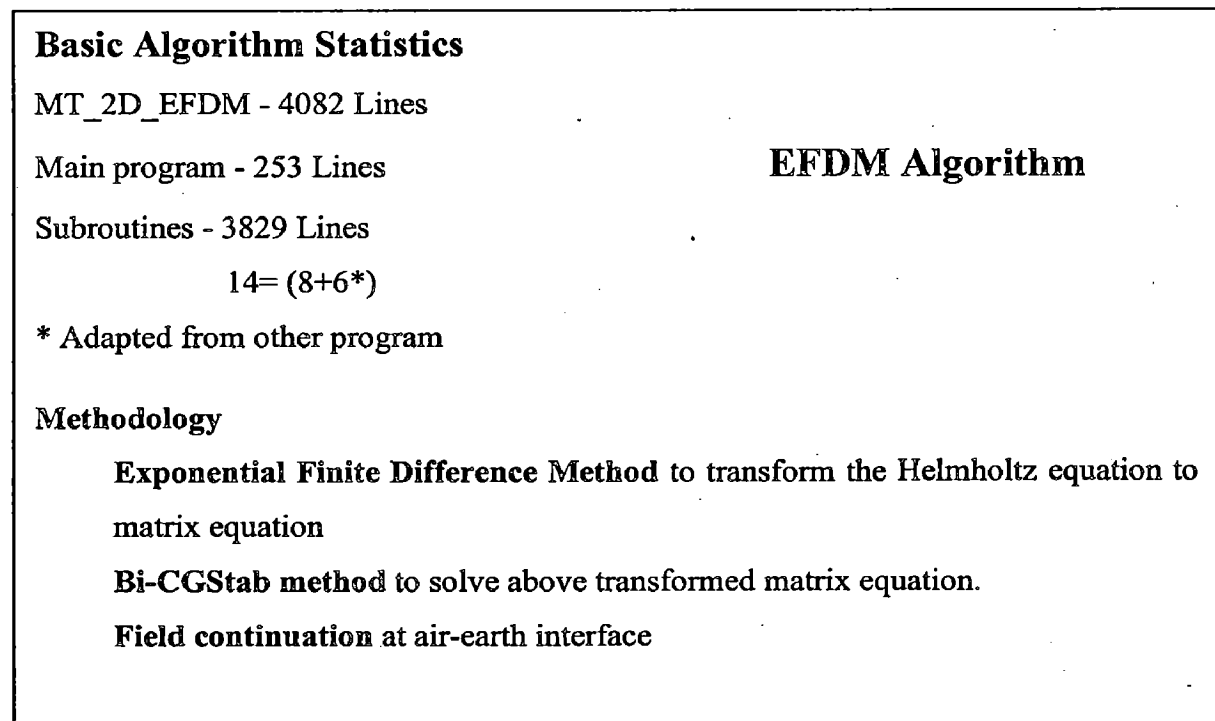 Basic Algorithm Statistics
MT_2D_EFDM - 4082 Lines
Main program - 253 Lines
EFDM Algorithm
Subroutines - 3829 Lines
14= (8+6*)
* Adapted from other program
Methodology
Exponential Finite Difference Method to transform the Helmholtz equation to
matrix equation
Bi-CGStab method to solve above transformed matrix equation.
Field continuation at air-earth interface